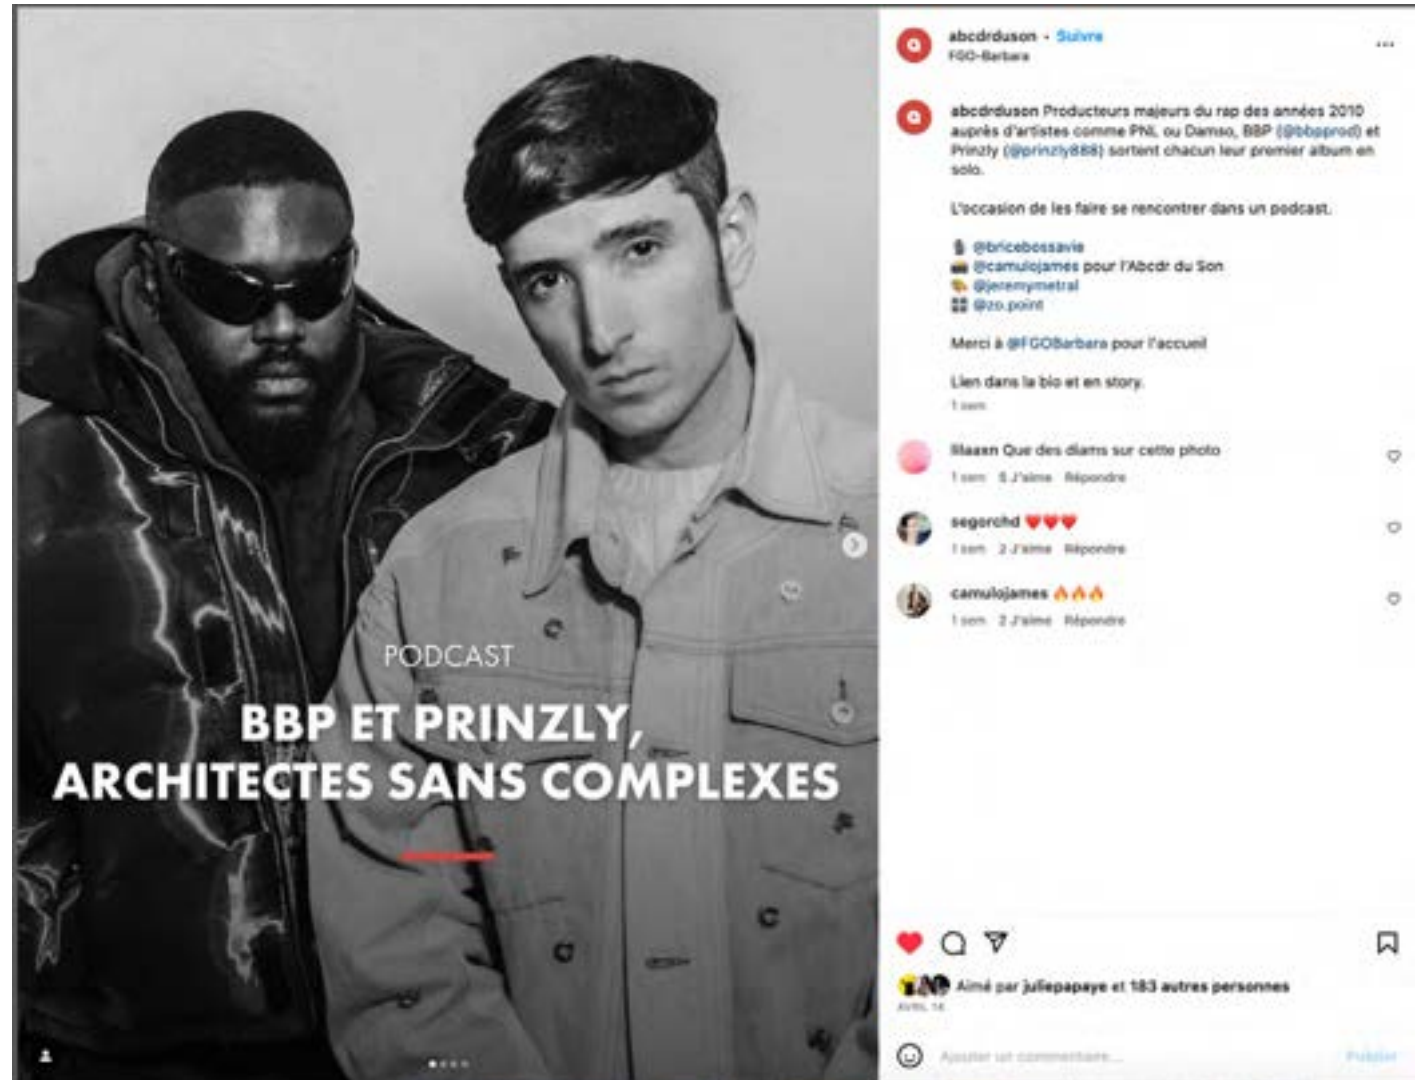 PODCAST
BBP ET PRINZLY,
ARCHITECTES SANS COMPLEXES
abcdrduson • Suivre
FGO-Barbara
abcdrduson Producteurs majeurs du rap des années 2010
auprès d'artistes comme PNL ou Damso, BBP (@bbpprod) et
Prinzly (@prinzly888) sortent chacun leur premier album en
solo.
L'occasion de les faire se rencontrer dans un podcast.
@bricebossavie
@camulojames pour l'Abcdr du Son
@jeremymetral
@zo.point
Merci à @FGOBarbara pour l'accueil
Lien dans la bio et en story.
1 sem
lilaaxn Que des diams sur cette photo
1 sem 5 J'aime Répondre
segorchd ❤️❤️❤️
1 sem 2 J'aime Répondre
camulojames 🔥🔥🔥
1 sem 2 J'aime Répondre
Aimé par juliepapaye et 183 autres personnes
AVRIL 14
Ajouter un commentaire...
Publier